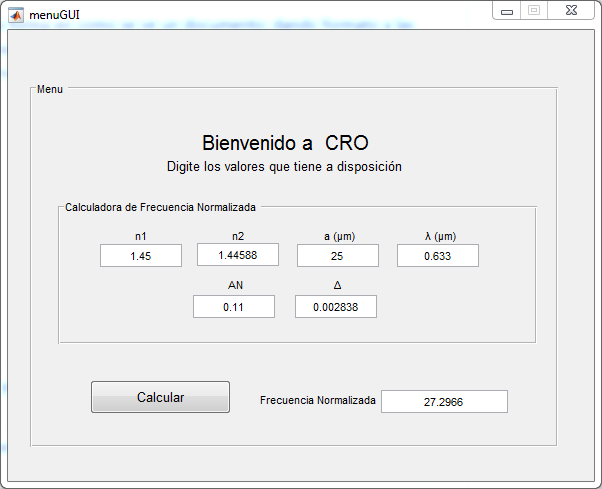 menuGUI
Menu
Bienvenido a CRO
Digite los valores que tiene a disposición
Calculadora de Frecuencia Normalizada
n1 n2 a (µm) λ (µm)
1.45 1.44588 25 0.633
AN Δ
0.11 0.002838
Calcular Frecuencia Normalizada 27.2966